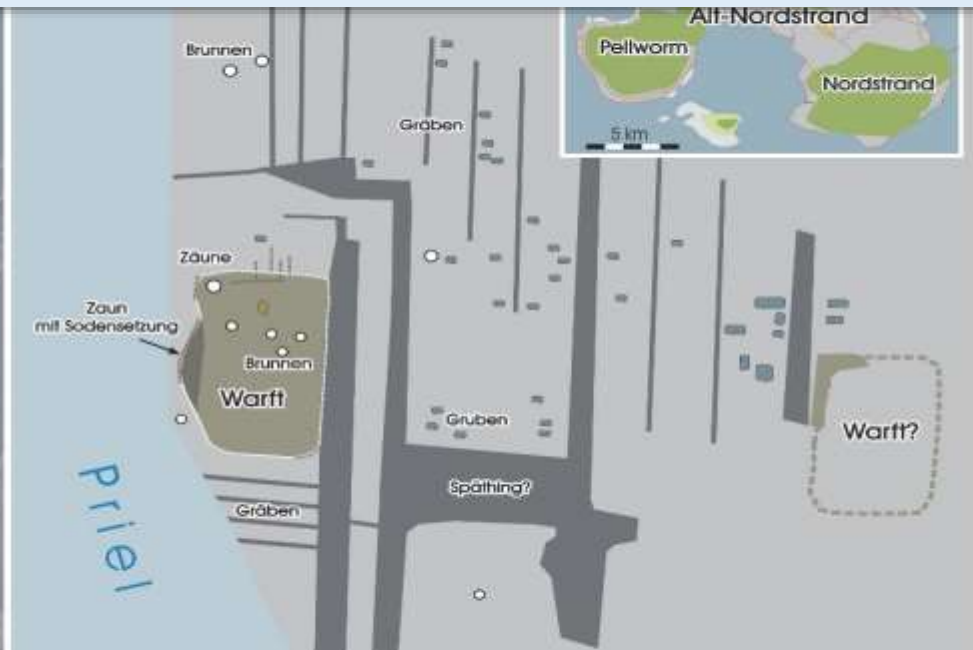 Alt-Nordstrand
Pellworm
Nordstrand
5 km
Brunnen
Gräben
Zäune
Zaun
mit Sodensetzung
Brunnen
Warft
Gruben
Warft?
Späthing?
Gräben
Priel